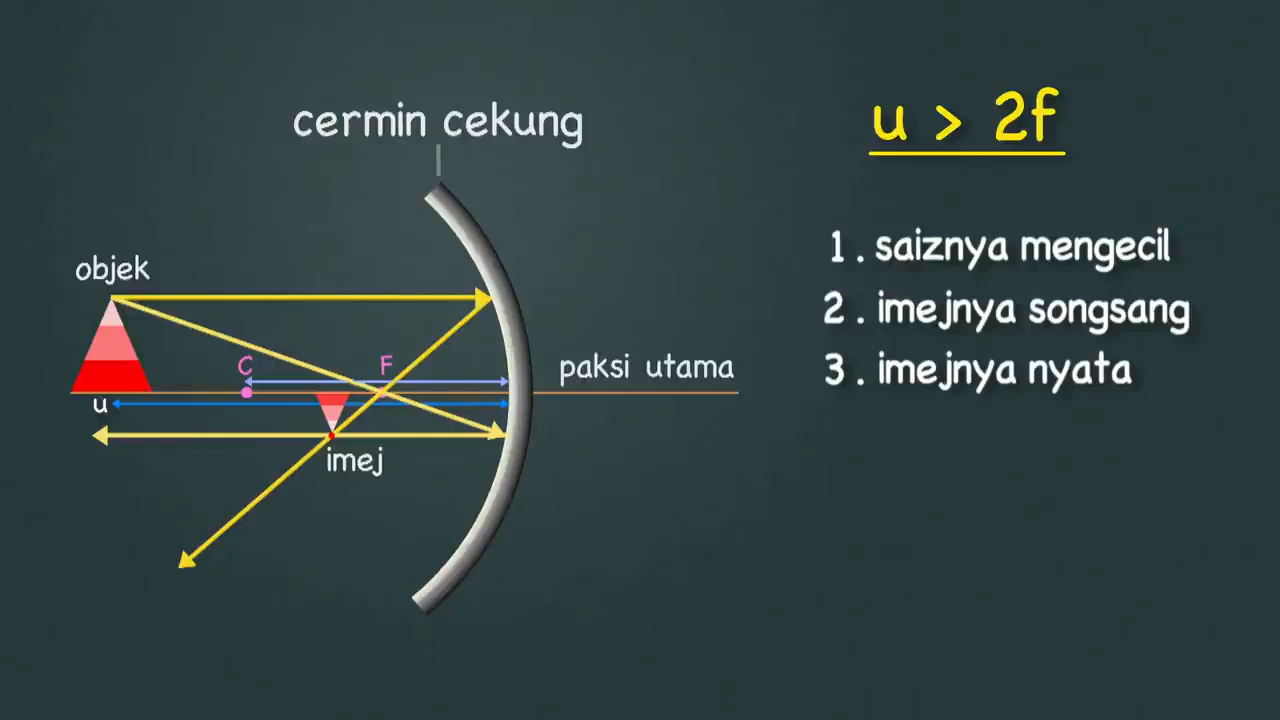 cermin cekung
objek
C
F
paksi utama
u
imej
u > 2f
1 . saiznya mengecil
2 . imejnya songsang
3 . imejnya nyata